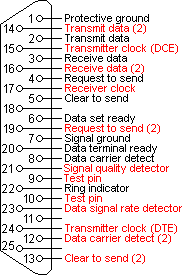 1 Protective ground
14 Transmit data (2)
2 Transmit data
15 Transmitter clock (DCE)
3 Receive data
16 Receive data (2)
4 Request to send
17 Receiver clock
5 Clear to send
18
6 Data set ready
19 Request to send (2)
7 Signal ground
20 Data terminal ready
8 Data carrier detect
21 Signal quality detector
9 Test pin
22 Ring indicator
10 Test pin
23 Data signal rate detector
11
24 Transmitter clock (DTE)
12 Data carrier detect (2)
25
13 Clear to send (2)